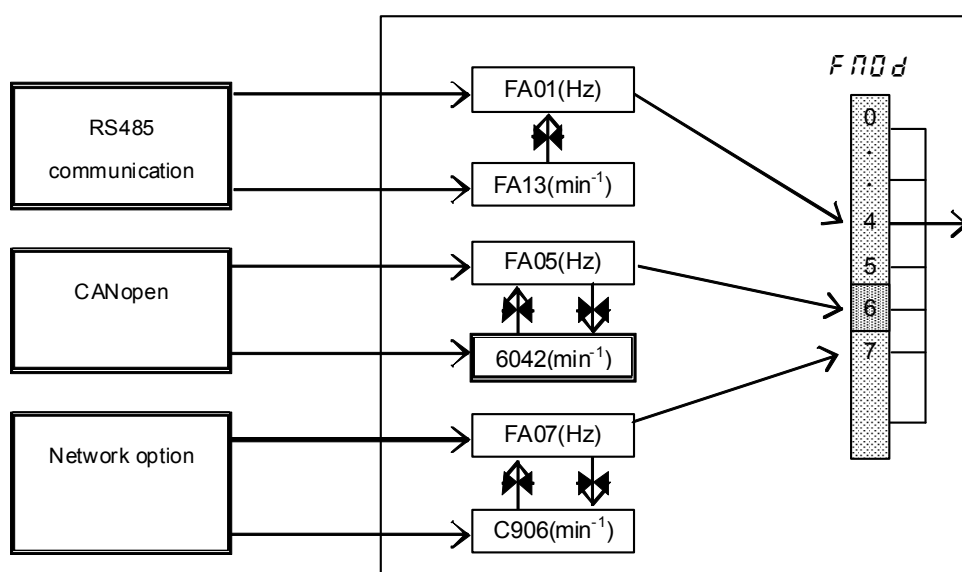 FMOd
RS485
communication
FA01(Hz)
FA13(min⁻¹)
0
.
.
4
CANopen
FA05(Hz)
5
6042(min⁻¹)
6
7
Network option
FA07(Hz)
C906(min⁻¹)